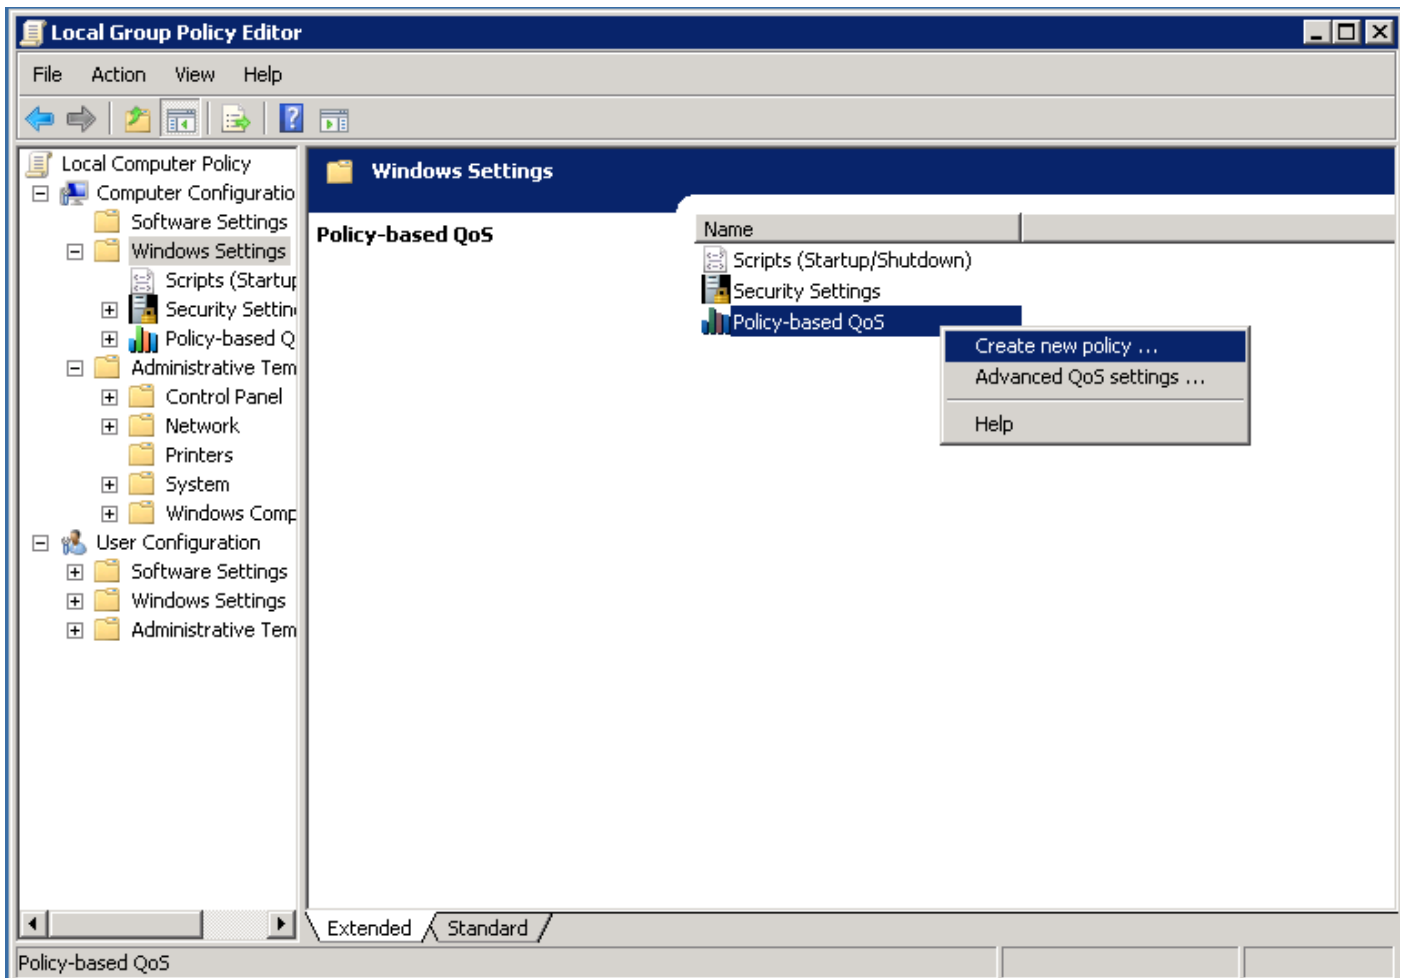 Local Group Policy Editor
File Action View Help
Local Computer Policy
Computer Configuratio
Software Settings
Windows Settings
Scripts (Startup
Security Settin
Policy-based Q
Administrative Tem
Control Panel
Network
Printers
System
Windows Comp
User Configuration
Software Settings
Windows Settings
Administrative Tem
Windows Settings
Policy-based QoS
Name
Scripts (Startup/Shutdown)
Security Settings
Policy-based QoS
Create new policy ...
Advanced QoS settings ...
Help
Extended Standard
Policy-based QoS